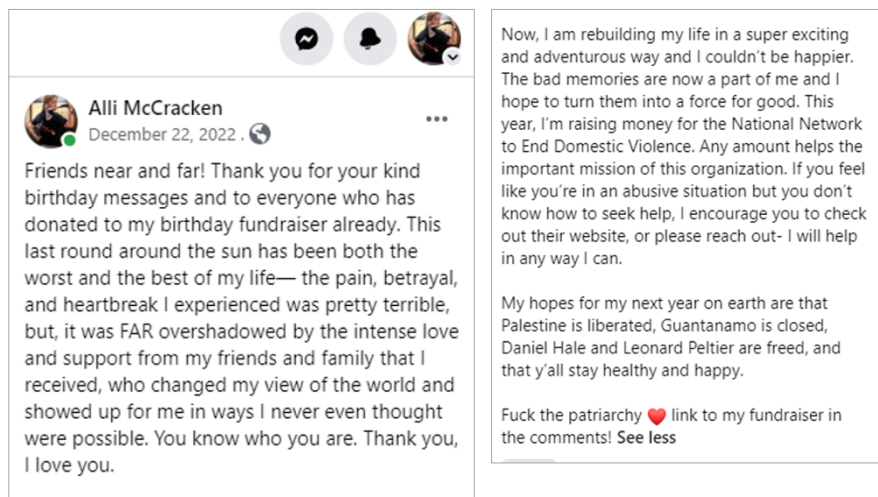 Alli McCracken
December 22, 2022 .
Friends near and far! Thank you for your kind
birthday messages and to everyone who has
donated to my birthday fundraiser already. This
last round around the sun has been both the
worst and the best of my life— the pain, betrayal,
and heartbreak I experienced was pretty terrible,
but, it was FAR overshadowed by the intense love
and support from my friends and family that I
received, who changed my view of the world and
showed up for me in ways I never even thought
were possible. You know who you are. Thank you,
I love you.
Now, I am rebuilding my life in a super exciting
and adventurous way and I couldn't be happier.
The bad memories are now a part of me and I
hope to turn them into a force for good. This
year, I'm raising money for the National Network
to End Domestic Violence. Any amount helps the
important mission of this organization. If you feel
like you're in an abusive situation but you don't
know how to seek help, I encourage you to check
out their website, or please reach out- I will help
in any way I can.
My hopes for my next year on earth are that
Palestine is liberated, Guantanamo is closed,
Daniel Hale and Leonard Peltier are freed, and
that y'all stay healthy and happy.
Fuck the patriarchy ❤️ link to my fundraiser in
the comments! See less